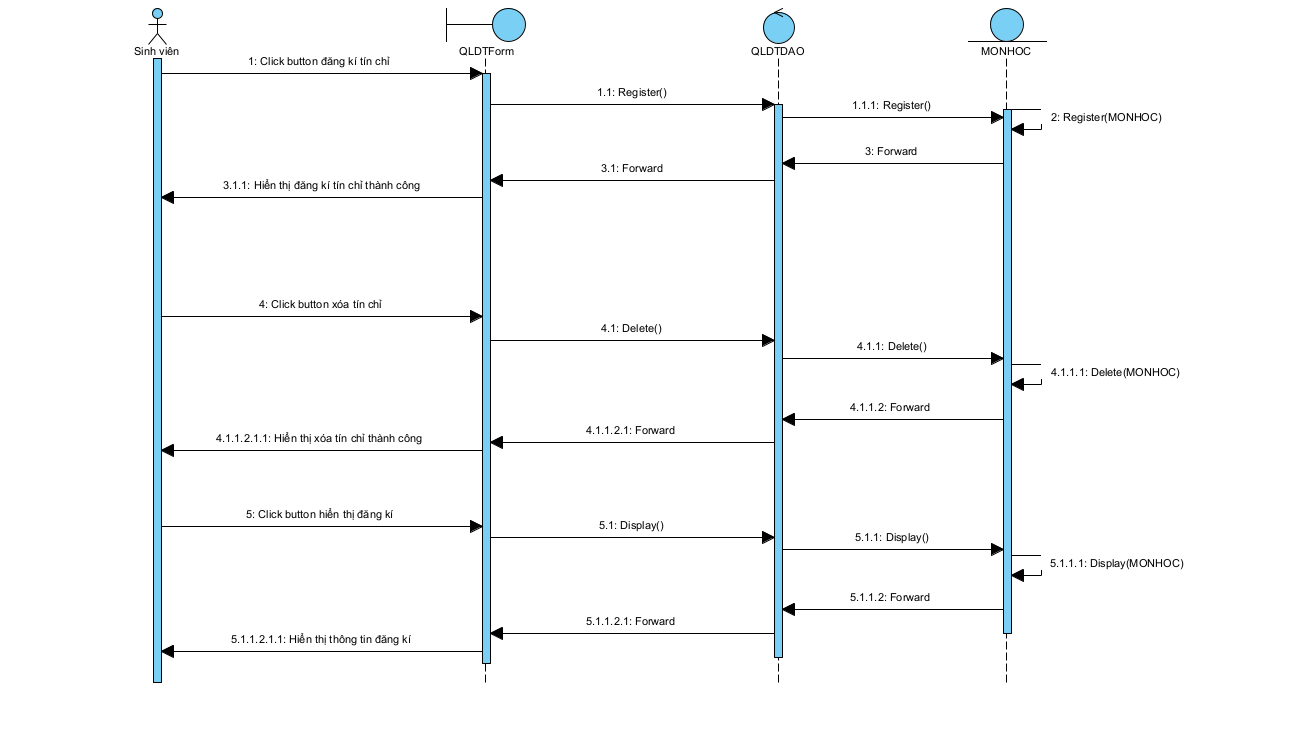 Sinh viên
QLDTForm
QLDTDAO
MONHOC
1: Click button đăng kí tín chỉ
1.1: Register()
1.1.1: Register()
2: Register(MONHOC)
3: Forward
3.1: Forward
3.1.1: Hiển thị đăng kí tín chỉ thành công
4: Click button xóa tín chỉ
4.1: Delete()
4.1.1: Delete()
4.1.1.1: Delete(MONHOC)
4.1.1.2: Forward
4.1.1.2.1: Forward
4.1.1.2.1.1: Hiển thị xóa tín chỉ thành công
5: Click button hiển thị đăng kí
5.1: Display()
5.1.1: Display()
5.1.1.1: Display(MONHOC)
5.1.1.2: Forward
5.1.1.2.1: Forward
5.1.1.2.1.1: Hiển thị thông tin đăng kí